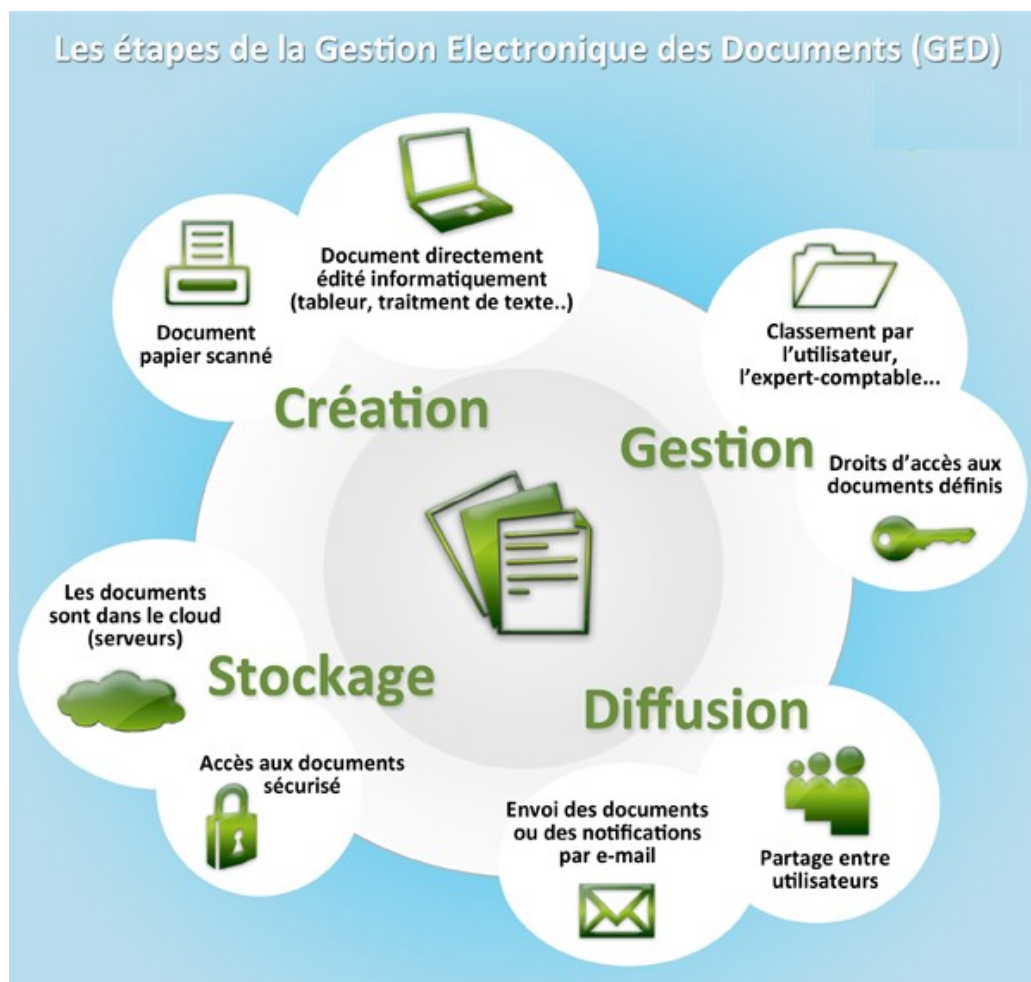 Les étapes de la Gestion Electronique des Documents (GED)
Document directement
édité informatiquement
(tableur, traitment de texte..)
Document
papier scanné
Création
Classement par
l'utilisateur,
l'expert-comptable...
Gestion
Droits d'accès aux
documents définis
Les documents
sont dans le cloud
(serveurs)
Stockage
Accès aux documents
sécurisé
Diffusion
Envoi des documents
ou des notifications
par e-mail
Partage entre
utilisateurs